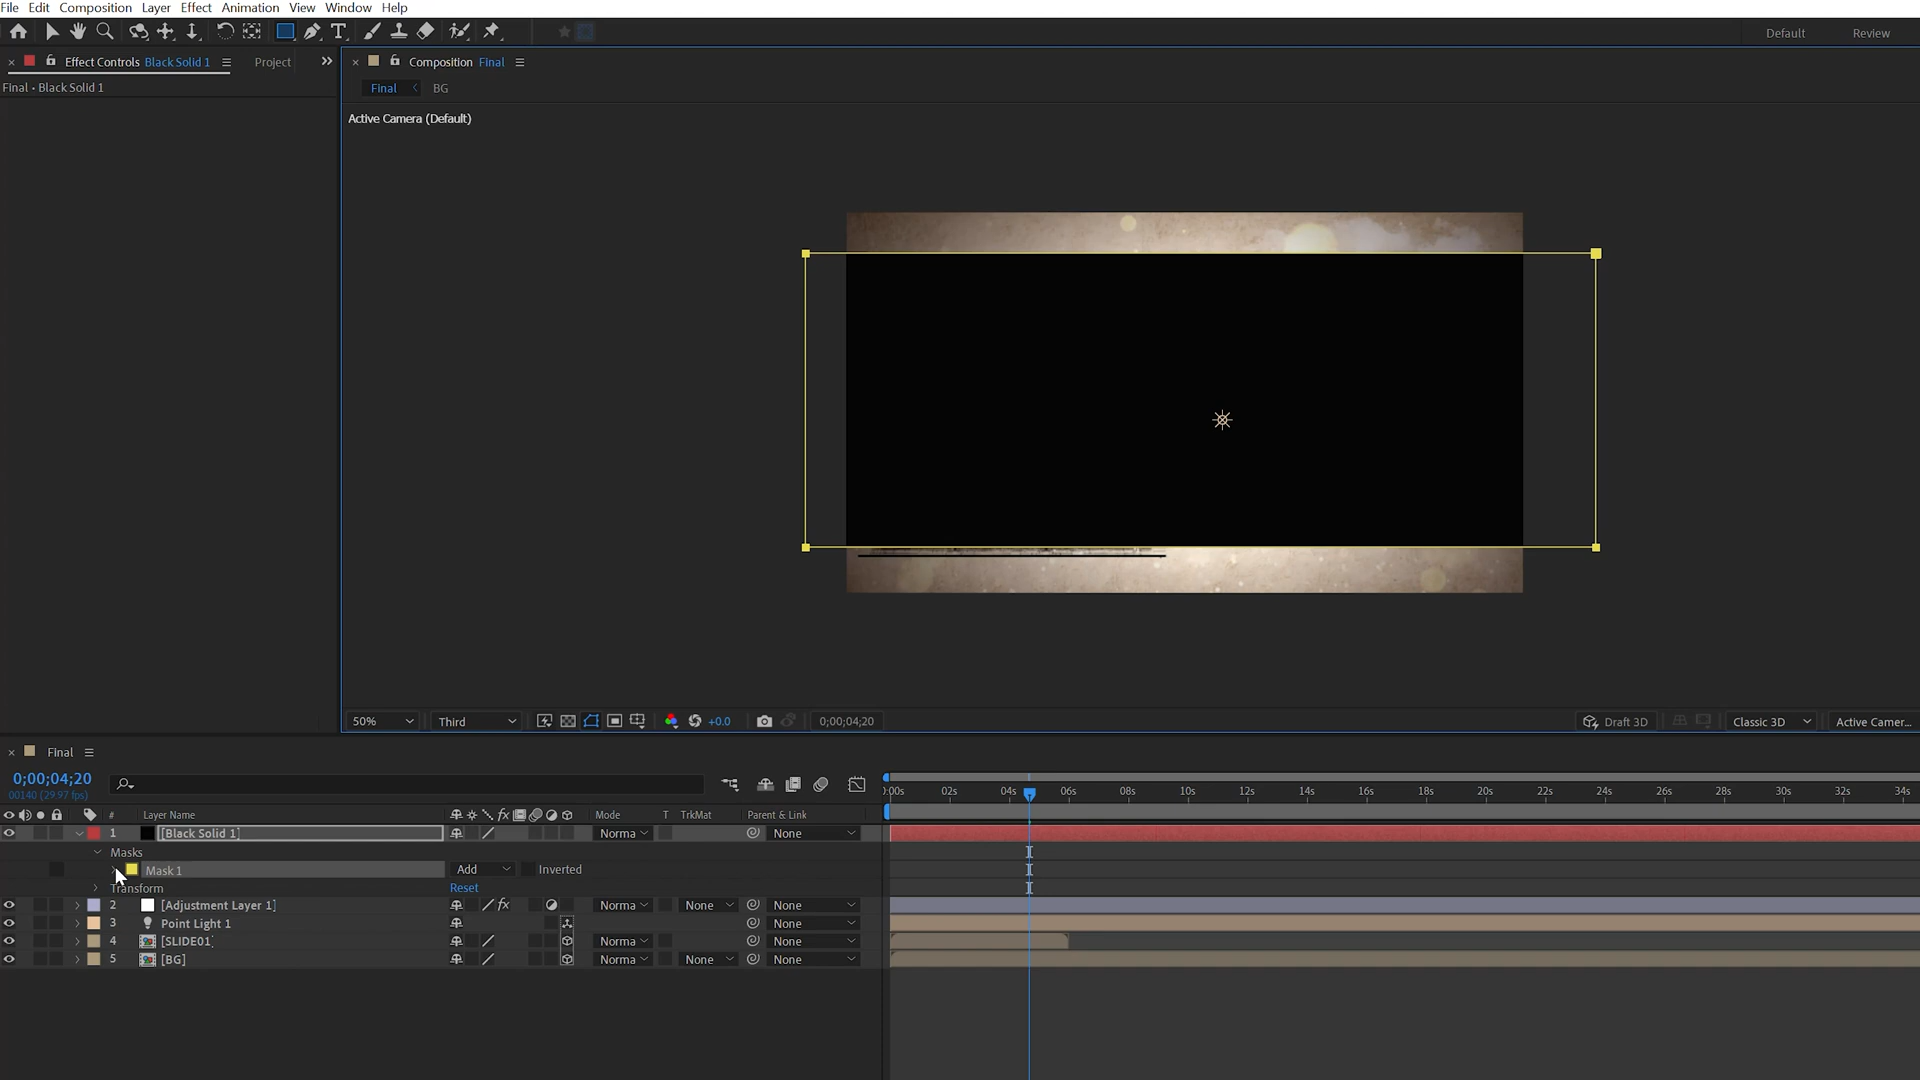 File Edit Composition Layer Effect Animation View Window Help
Default Review
Effect Controls Black Solid 1 Project
Composition Final
Final • Black Solid 1
Final BG
Active Camera (Default)
50% Third +0.0 0;00;04;20 Draft 3D Classic 3D Active Camer...
Final
0;00;04;20
00140 (29.97 fps)
:00s 02s 04s 06s 08s 10s 12s 14s 16s 18s 20s 22s 24s 26s 28s 30s 32s 34s
# Layer Name Mode T TrkMat Parent & Link
1 [Black Solid 1] Norma None
Masks
Mask 1 Add Inverted
Transform Reset
2 [Adjustment Layer 1] fx Norma None None
3 Point Light 1 None
4 [SLIDE01] Norma None
5 [BG] Norma None None